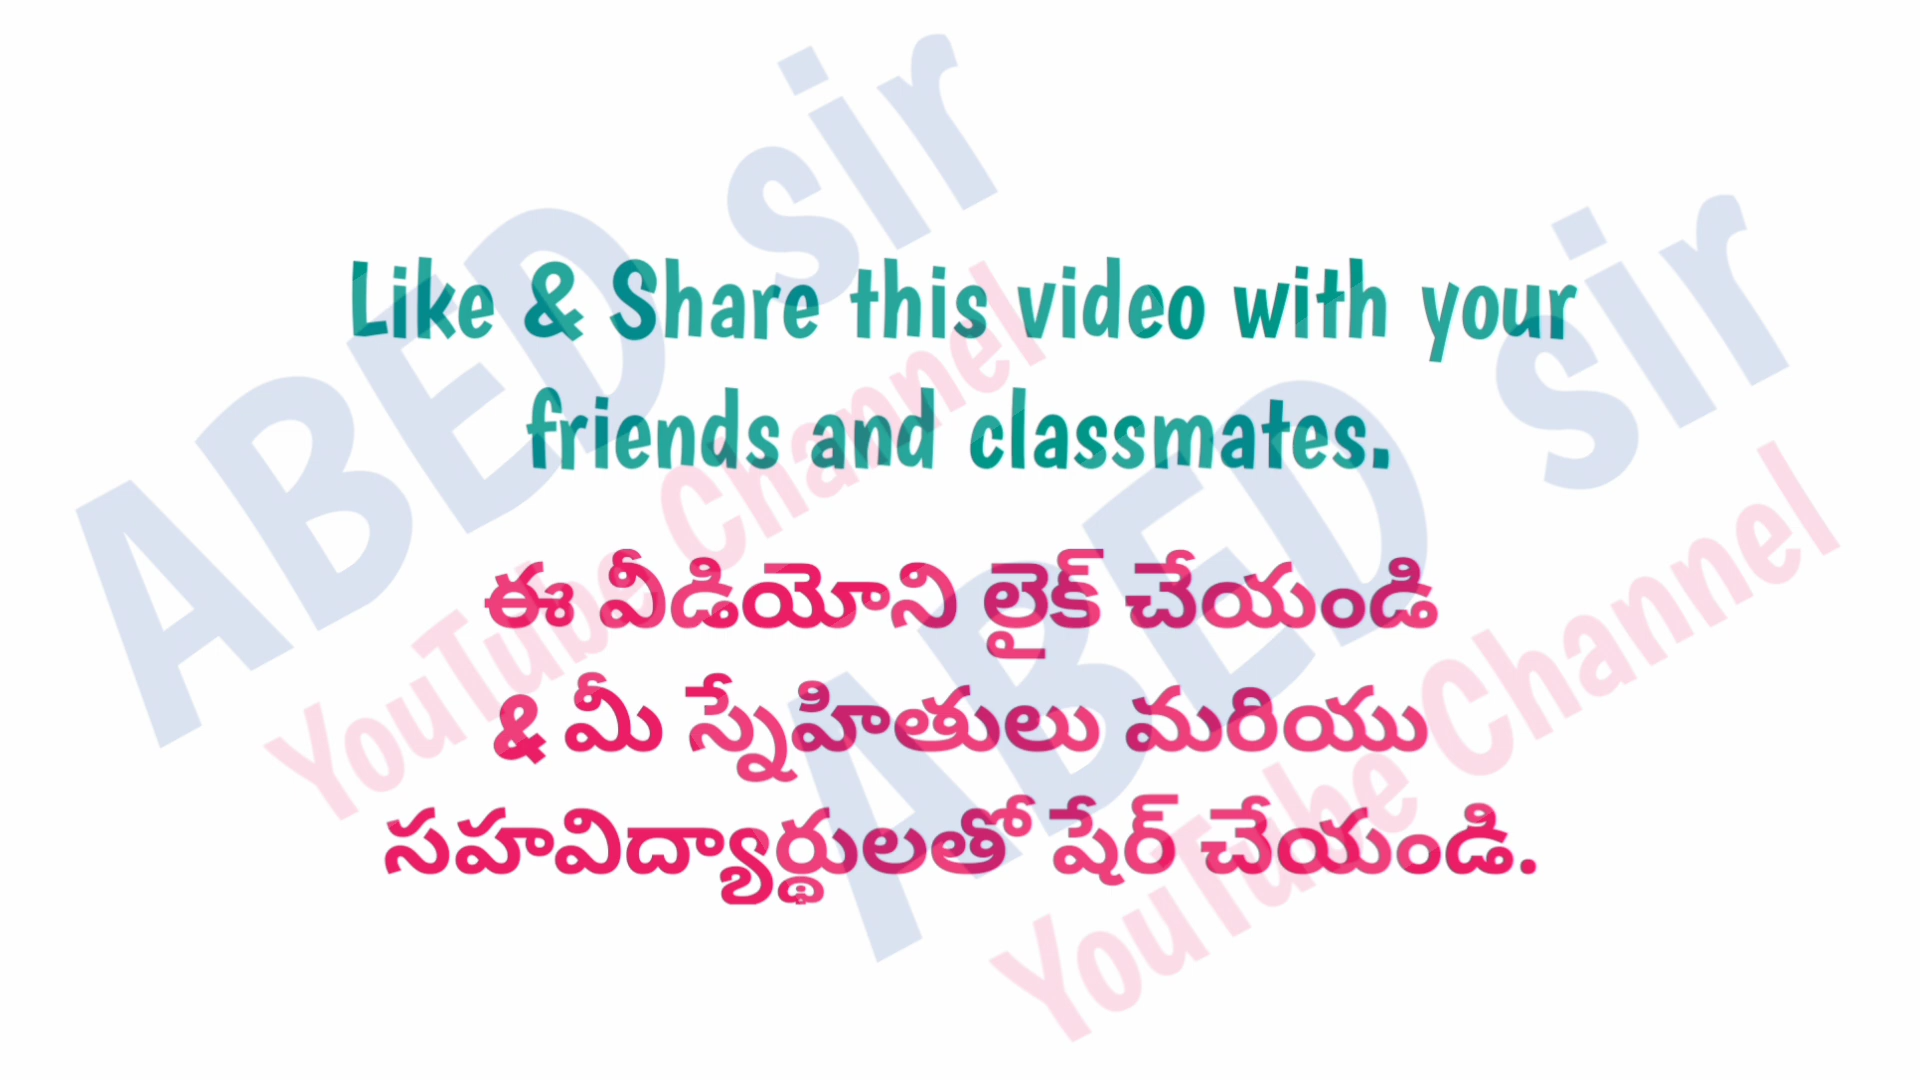 Like & Share this video with your
friends and classmates.
ఈ వీడియోని లైక్ చేయండి
& మీ స్నేహితులు మరియు
సహవిద్యార్థులతో షేర్ చేయండి.
ABED sir
YouTube Channel
ABED sir
YouTube Channel